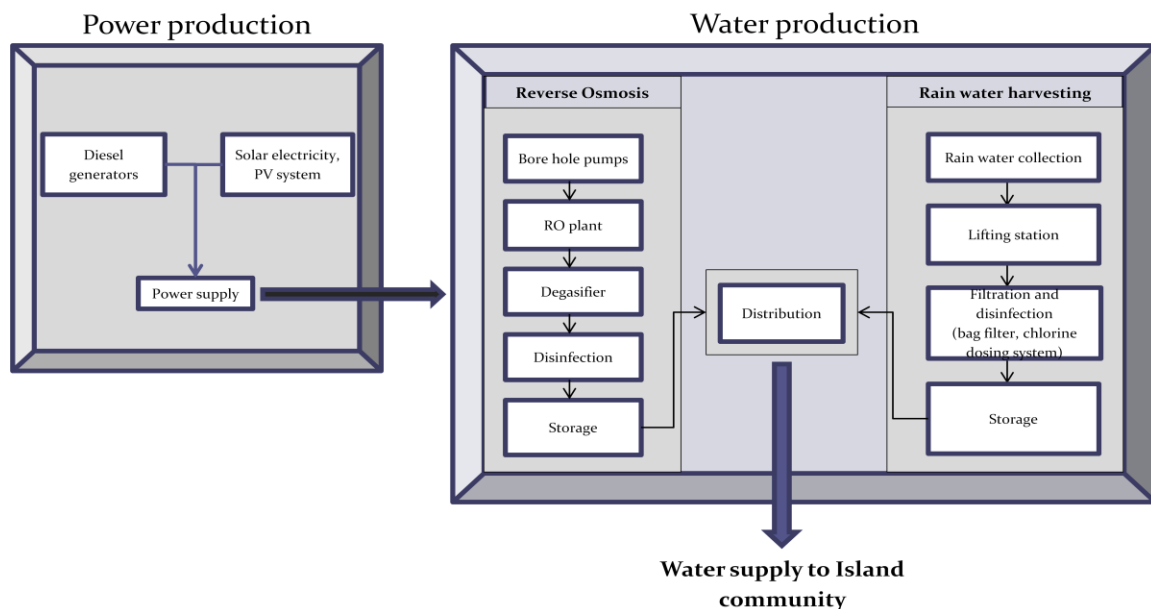 Power production
Diesel
generators
Solar electricity,
PV system
Power supply
Water production
Reverse Osmosis
Bore hole pumps
RO plant
Degasifier
Disinfection
Storage
Distribution
Rain water harvesting
Rain water collection
Lifting station
Filtration and
disinfection
(bag filter, chlorine
dosing system)
Storage
Water supply to Island
community